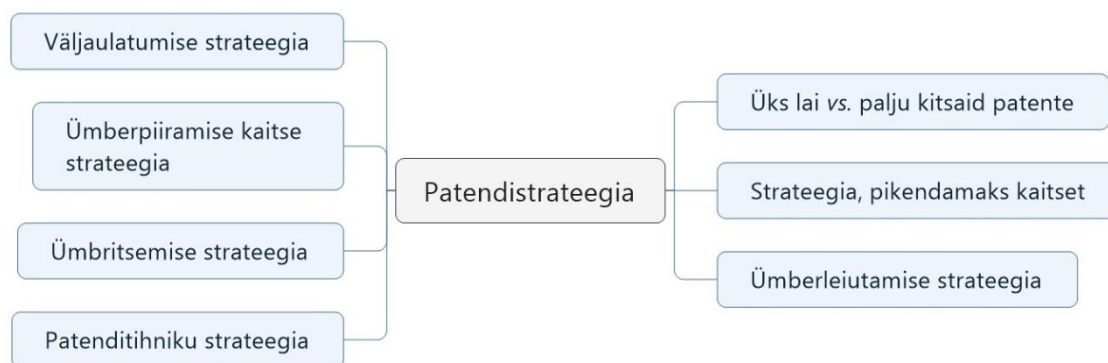 Väljaulatumise strateegia
Ümberpiiramise kaitse
strateegia
Ümbritsemise strateegia
Patenditihniku strateegia
Patendistrateegia
Üks lai vs. palju kitsaid patente
Strateegia, pikendamaks kaitset
Ümberleiutamise strateegia